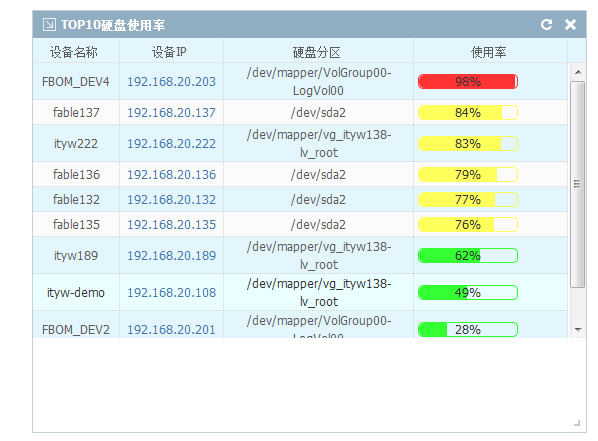 TOP10硬盘使用率
设备名称 设备IP 硬盘分区 使用率
FBOM_DEV4 192.168.20.203 /dev/mapper/VolGroup00-LogVol00 98%
fable137 192.168.20.137 /dev/sda2 84%
ityw222 192.168.20.222 /dev/mapper/vg_ityw138-lv_root 83%
fable136 192.168.20.136 /dev/sda2 79%
fable132 192.168.20.132 /dev/sda2 77%
fable135 192.168.20.135 /dev/sda2 76%
ityw189 192.168.20.189 /dev/mapper/vg_ityw138-lv_root 62%
ityw-demo 192.168.20.108 /dev/mapper/vg_ityw138-lv_root 49%
FBOM_DEV2 192.168.20.201 /dev/mapper/VolGroup00-LogVol00 28%